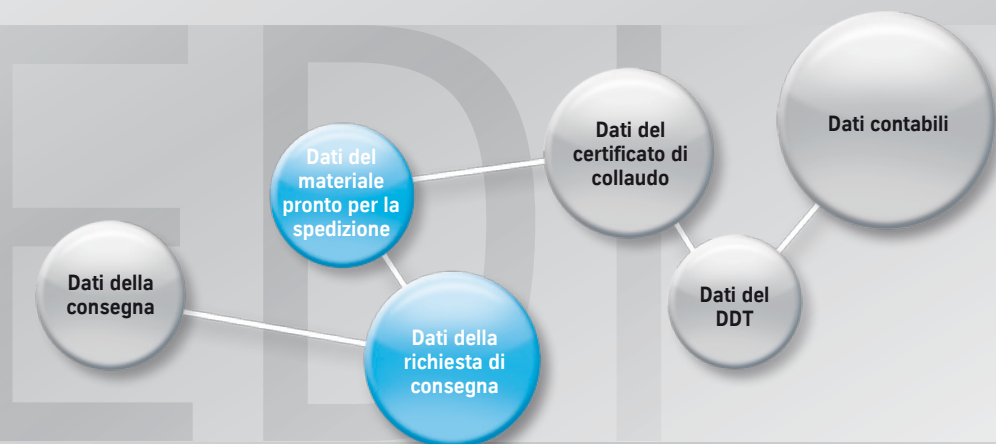 EDI
Dati della
consegna
Dati del
materiale
pronto per la
spedizione
Dati della
richiesta di
consegna
Dati del
certificato di
collaudo
Dati del
DDT
Dati contabili